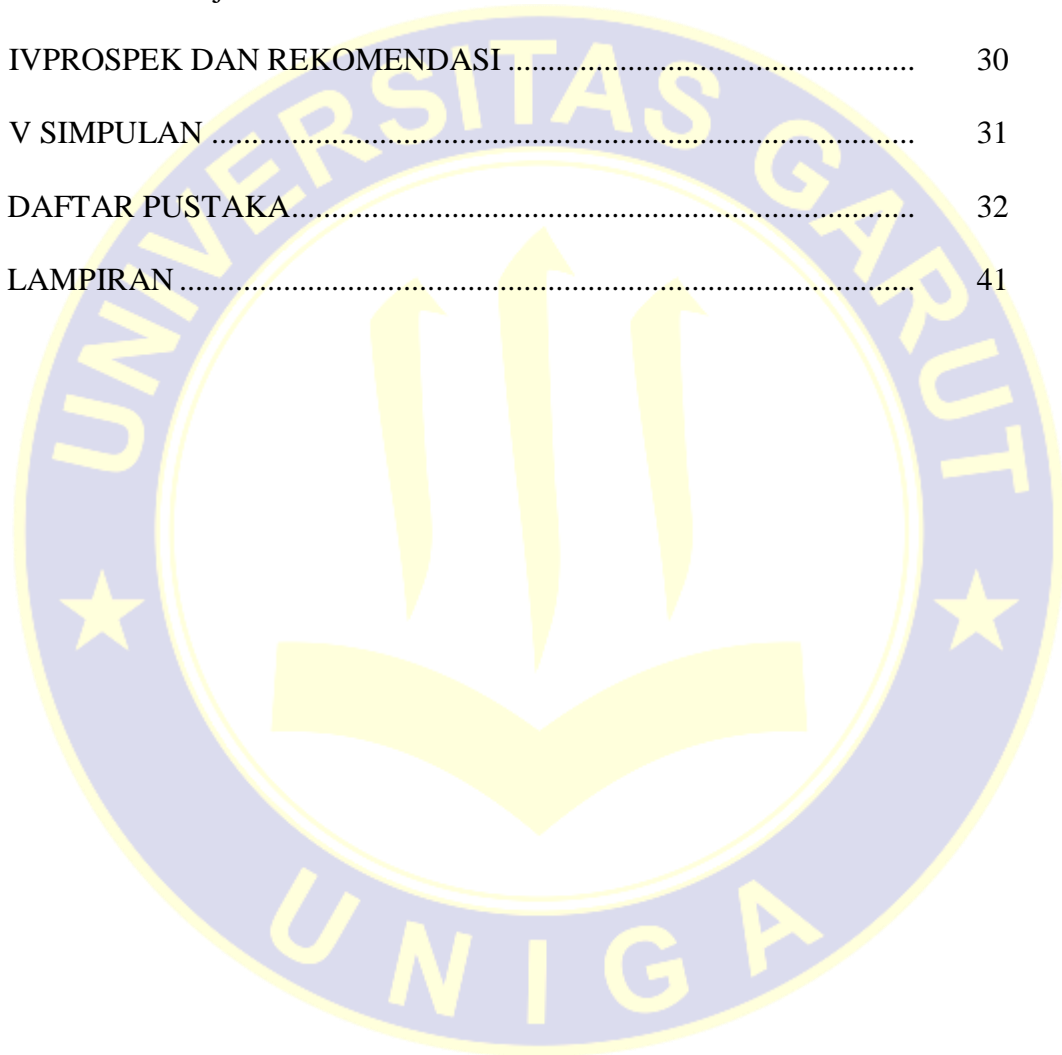 IVPROSPEK DAN REKOMENDASI .................................................... 30
V SIMPULAN .......................................................................................... 31
DAFTAR PUSTAKA................................................................................ 32
LAMPIRAN .............................................................................................. 41
UNIVERSITAS GARUT
UNIGA